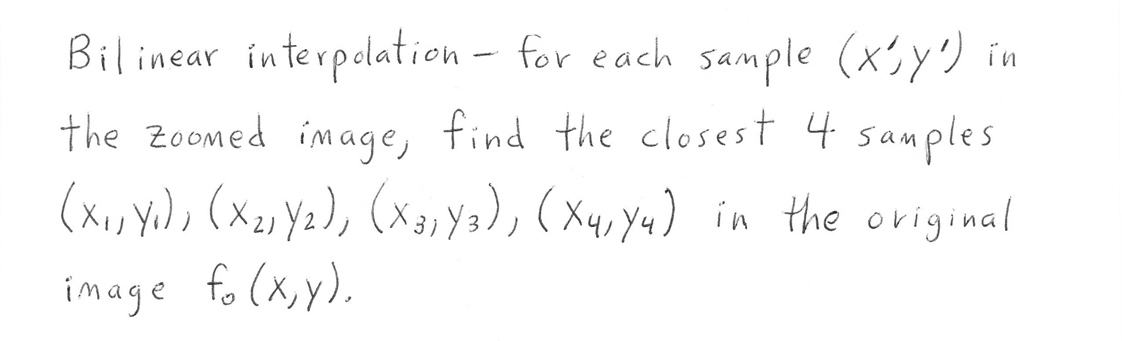 Bilinear interpolation – for each sample (x', y') in
the zoomed image, find the closest 4 samples
(x₁, y₁), (x₂, y₂), (x₃, y₃), (x₄, y₄) in the original
image f₀(x, y).